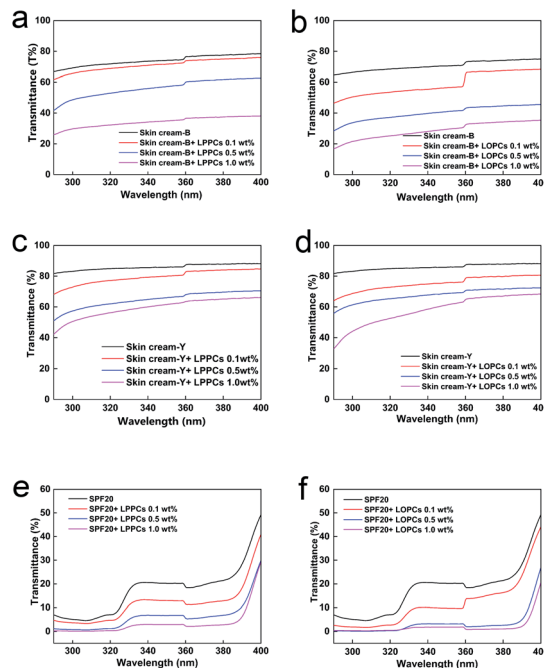 a
Transmittance (T%)
100
80
60
40
20
0
Skin cream-B
Skin cream-B+ LPPCs 0.1 wt%
Skin cream-B+ LPPCs 0.5 wt%
Skin cream-B+ LPPCs 1.0 wt%
300 320 340 360 380 400
Wavelength (nm)
b
Transmittance (%)
100
80
60
40
20
0
Skin cream-B
Skin cream-B+ LOPCs 0.1 wt%
Skin cream-B+ LOPCs 0.5 wt%
Skin cream-B+ LOPCs 1.0 wt%
300 320 340 360 380 400
Wavelength (nm)
c
Transmittance (%)
100
80
60
40
20
0
Skin cream-Y
Skin cream-Y+ LPPCs 0.1wt%
Skin cream-Y+ LPPCs 0.5wt%
Skin cream-Y+ LPPCs 1.0wt%
300 320 340 360 380 400
Wavelength (nm)
d
Transmittance (%)
100
80
60
40
20
0
Skin cream-Y
Skin cream-Y+ LOPCs 0.1 wt%
Skin cream-Y+ LOPCs 0.5 wt%
Skin cream-Y+ LOPCs 1.0 wt%
300 320 340 360 380 400
Wavelength (nm)
e
Transmittance (%)
60
50
40
30
20
10
0
SPF20
SPF20+ LPPCs 0.1 wt%
SPF20+ LPPCs 0.5 wt%
SPF20+ LPPCs 1.0 wt%
300 320 340 360 380 400
Wavelength (nm)
f
Transmittance (%)
60
50
40
30
20
10
0
SPF20
SPF20+ LOPCs 0.1 wt%
SPF20+ LOPCs 0.5 wt%
SPF20+ LOPCs 1.0 wt%
300 320 340 360 380 400
Wavelength (nm)